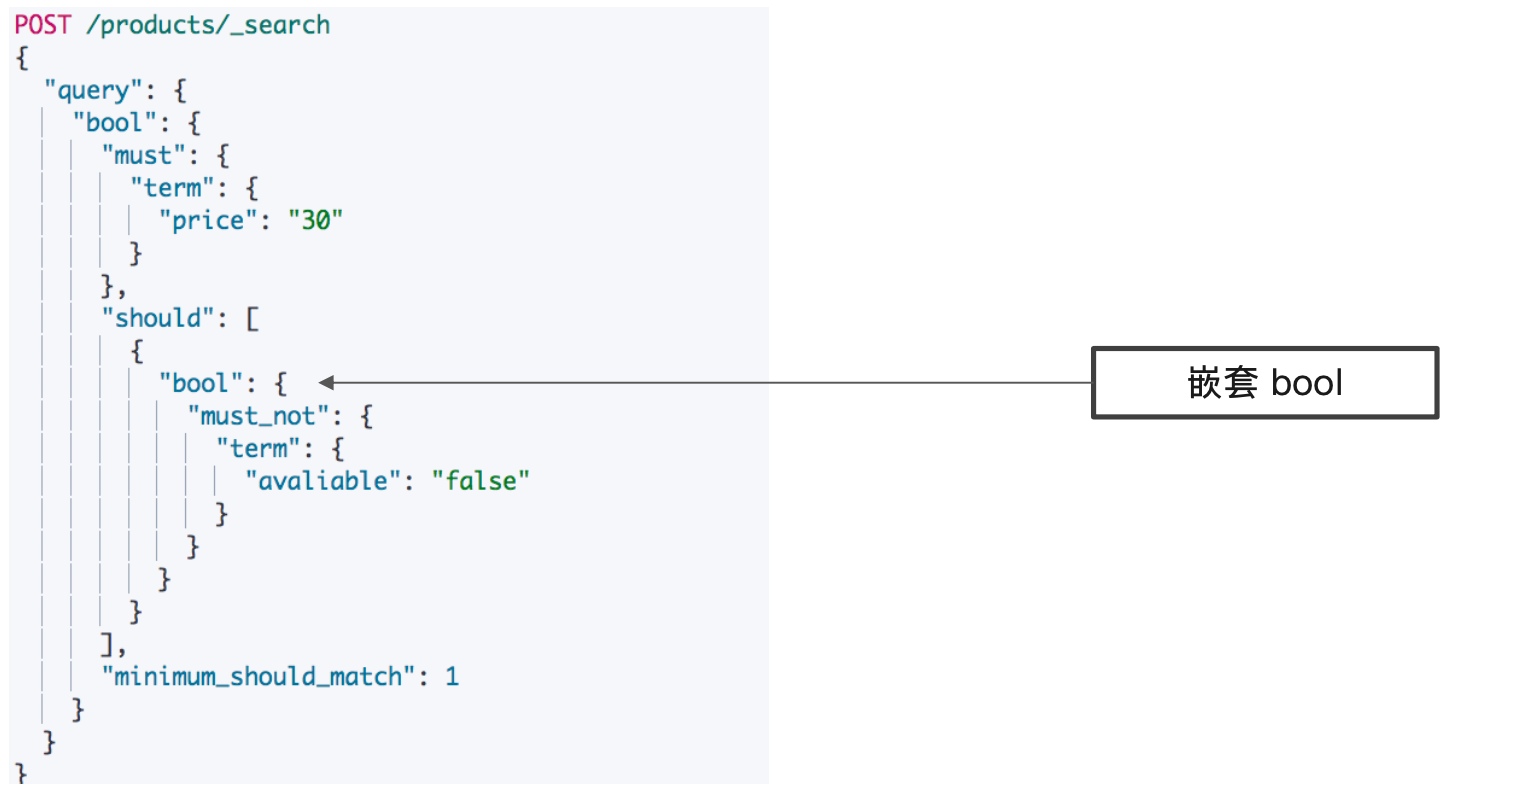 POST /products/_search
{
  "query": {
    "bool": {
      "must": {
        "term": {
          "price": "30"
        }
      },
      "should": [
        {
          "bool": {
            "must_not": {
              "term": {
                "avaliable": "false"
              }
            }
          }
        }
      ],
      "minimum_should_match": 1
    }
  }
}
嵌套 bool